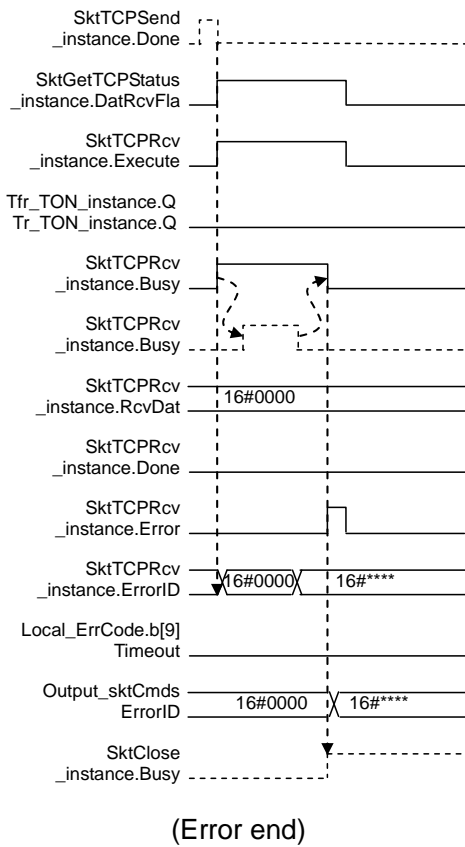 SktTCPSend
_instance.Done
SktGetTCPStatus
_instance.DatRcvFla
SktTCPRcv
_instance.Execute
Tfr_TON_instance.Q
Tr_TON_instance.Q
SktTCPRcv
_instance.Busy
SktTCPRcv
_instance.Busy
SktTCPRcv
_instance.RcvDat
16#0000
SktTCPRcv
_instance.Done
SktTCPRcv
_instance.Error
SktTCPRcv
_instance.ErrorID
16#0000
16#****
Local_ErrCode.b[9]
Timeout
Output_sktCmds
ErrorID
16#0000
16#****
SktClose
_instance.Busy
(Error end)